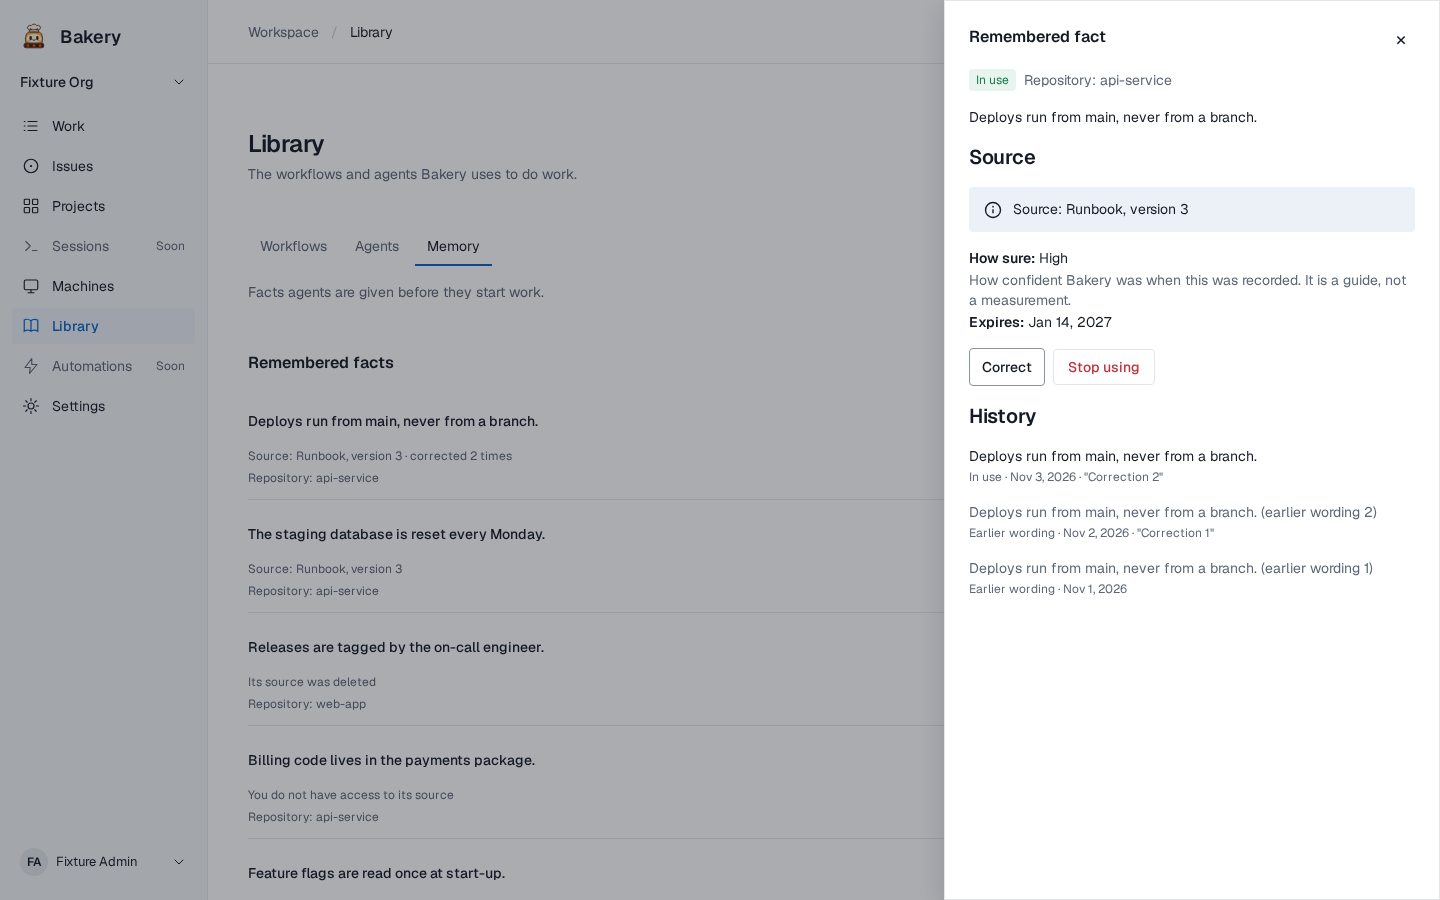 Bakery
Fixture Org
Work
Issues
Projects
Sessions Soon
Machines
Library
Automations Soon
Settings
FA Fixture Admin
Workspace / Library
Library
The workflows and agents Bakery uses to do work.
Workflows Agents Memory
Facts agents are given before they start work.
Remembered facts
Deploys run from main, never from a branch.
Source: Runbook, version 3 · corrected 2 times
Repository: api-service
The staging database is reset every Monday.
Source: Runbook, version 3
Repository: api-service
Releases are tagged by the on-call engineer.
Its source was deleted
Repository: web-app
Billing code lives in the payments package.
You do not have access to its source
Repository: api-service
Feature flags are read once at start-up.
Remembered fact
In use Repository: api-service
Deploys run from main, never from a branch.
Source
Source: Runbook, version 3
How sure: High
How confident Bakery was when this was recorded. It is a guide, not
a measurement.
Expires: Jan 14, 2027
Correct Stop using
History
Deploys run from main, never from a branch.
In use · Nov 3, 2026 · "Correction 2"
Deploys run from main, never from a branch. (earlier wording 2)
Earlier wording · Nov 2, 2026 · "Correction 1"
Deploys run from main, never from a branch. (earlier wording 1)
Earlier wording · Nov 1, 2026